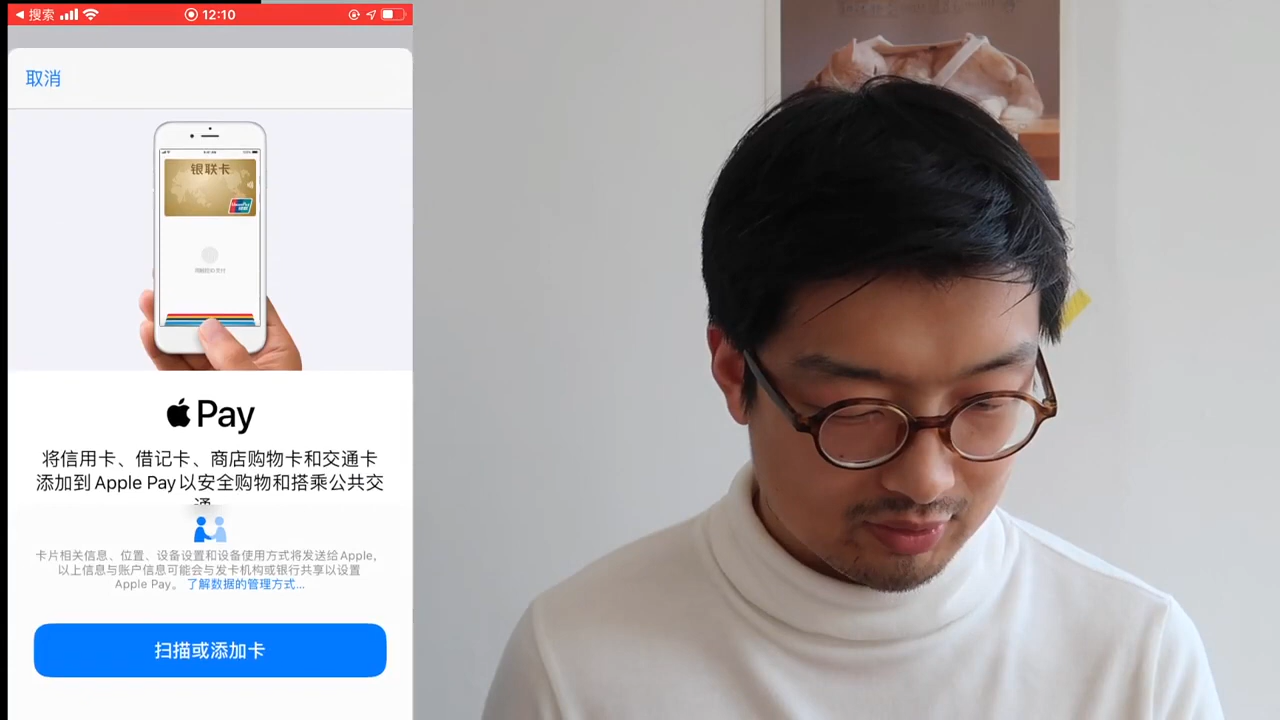 搜索
12:10
取消
银联卡
Pay
将信用卡、借记卡、商店购物卡和交通卡
添加到 Apple Pay 以安全购物和搭乘公共交
通
卡片相关信息、位置、设备设置和设备使用方式将发送给 Apple，
以上信息与账户信息可能会与发卡机构或银行共享以设置
Apple Pay。 了解数据的管理方式...
扫描或添加卡